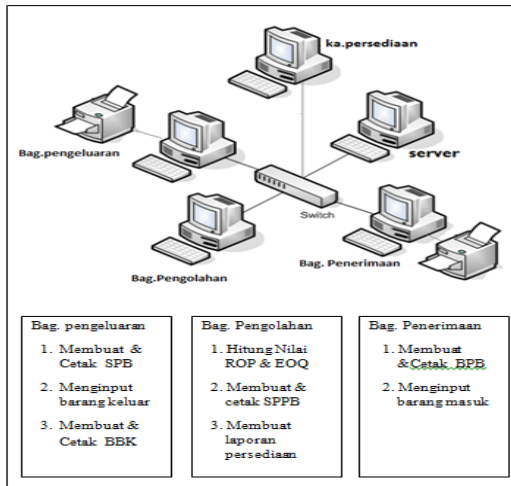 ka.persediaan
Bag.pengeluaran
server
Switch
Bag.Pengolahan
Bag. Penerimaan
Bag. pengeluaran
1. Membuat &
Cetak SPB
2. Menginput
barang keluar
3. Membuat &
Cetak BBK
Bag. Pengolahan
1. Hitung Nilai
ROP & EOQ
2. Membuat &
cetak SPPB
3. Membuat
laporan
persediaan
Bag. Penerimaan
1. Membuat
&Cetak BPB
2. Menginput
barang masuk